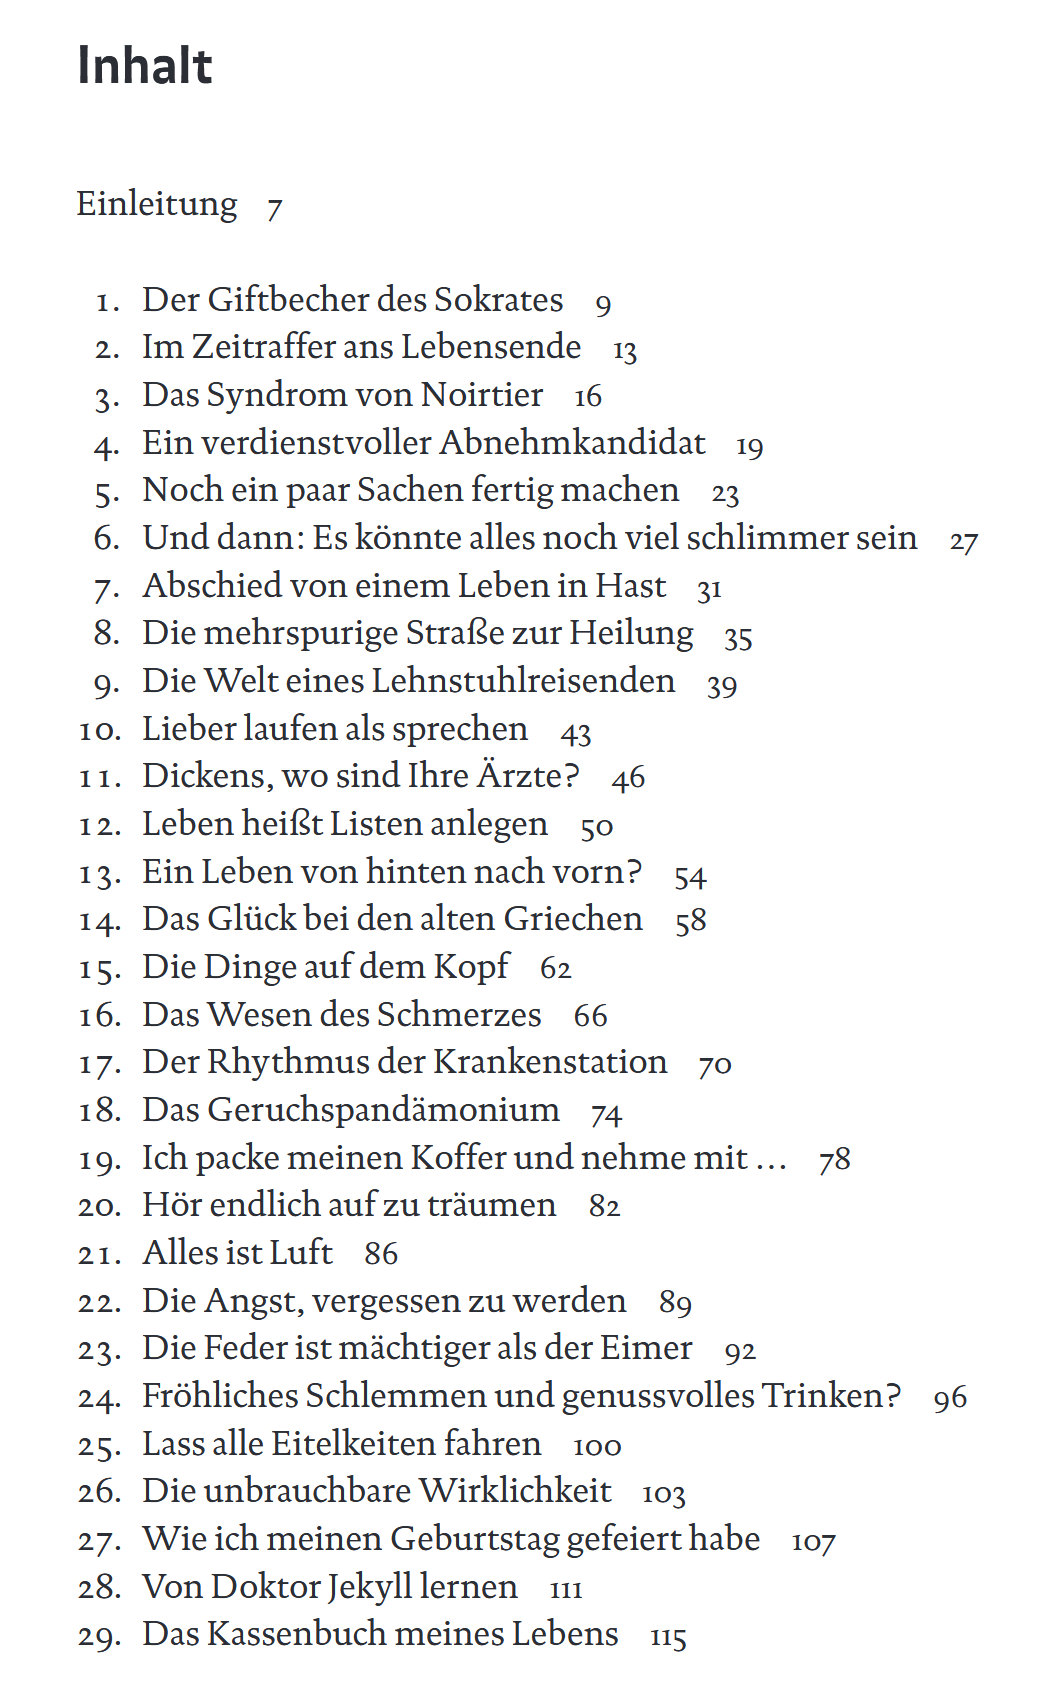 Inhalt
Einleitung 7
1. Der Giftbecher des Sokrates 9
2. Im Zeitraffer ans Lebensende 13
3. Das Syndrom von Noirtier 16
4. Ein verdienstvoller Abnehmkandidat 19
5. Noch ein paar Sachen fertig machen 23
6. Und dann: Es könnte alles noch viel schlimmer sein 27
7. Abschied von einem Leben in Hast 31
8. Die mehrspurige Straße zur Heilung 35
9. Die Welt eines Lehnstuhlreisenden 39
10. Lieber laufen als sprechen 43
11. Dickens, wo sind Ihre Ärzte? 46
12. Leben heißt Listen anlegen 50
13. Ein Leben von hinten nach vorn? 54
14. Das Glück bei den alten Griechen 58
15. Die Dinge auf dem Kopf 62
16. Das Wesen des Schmerzes 66
17. Der Rhythmus der Krankenstation 70
18. Das Geruchspandämonium 74
19. Ich packe meinen Koffer und nehme mit … 78
20. Hör endlich auf zu träumen 82
21. Alles ist Luft 86
22. Die Angst, vergessen zu werden 89
23. Die Feder ist mächtiger als der Eimer 92
24. Fröhliches Schlemmen und genussvolles Trinken? 96
25. Lass alle Eitelkeiten fahren 100
26. Die unbrauchbare Wirklichkeit 103
27. Wie ich meinen Geburtstag gefeiert habe 107
28. Von Doktor Jekyll lernen 111
29. Das Kassenbuch meines Lebens 115